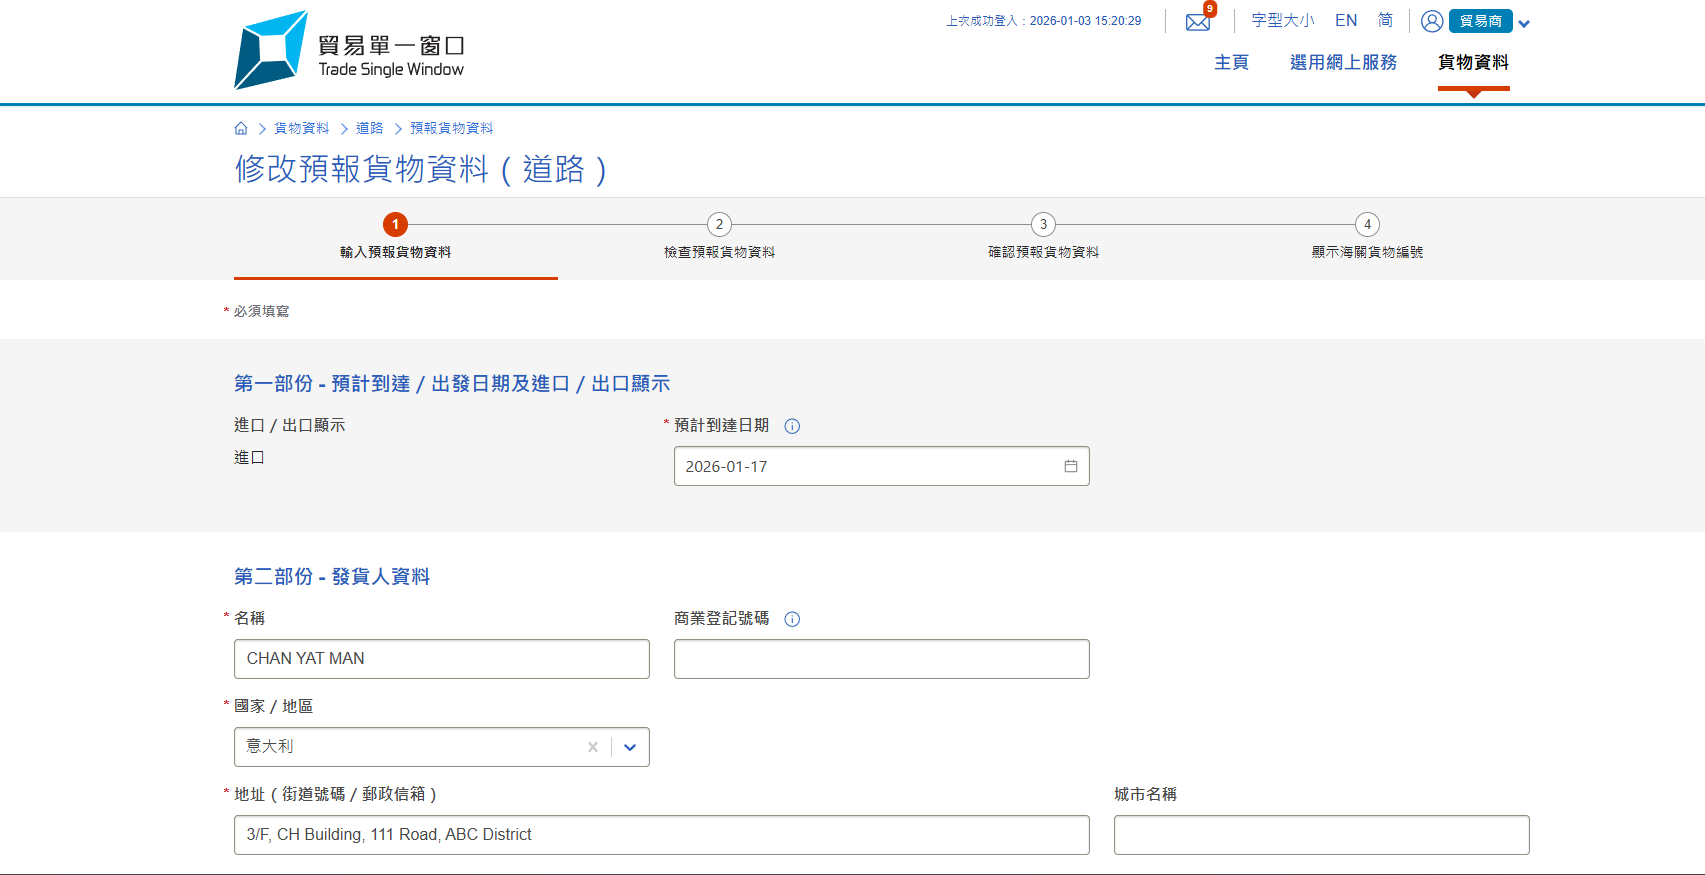 貿易單一窗口
Trade Single Window
上次成功登入：2026-01-03 15:20:29
9
字型大小
EN
简
貿易商
主頁
選用網上服務
貨物資料
貨物資料
道路
預報貨物資料
修改預報貨物資料 ( 道路 )
1
輸入預報貨物資料
2
檢查預報貨物資料
3
確認預報貨物資料
4
顯示海關貨物編號
* 必須填寫
第一部份 - 預計到達 / 出發日期及進口 / 出口顯示
進口 / 出口顯示
進口
* 預計到達日期
2026-01-17
第二部份 - 發貨人資料
* 名稱
CHAN YAT MAN
商業登記號碼
* 國家 / 地區
意大利
* 地址 ( 街道號碼 / 郵政信箱 )
3/F, CH Building, 111 Road, ABC District
城市名稱